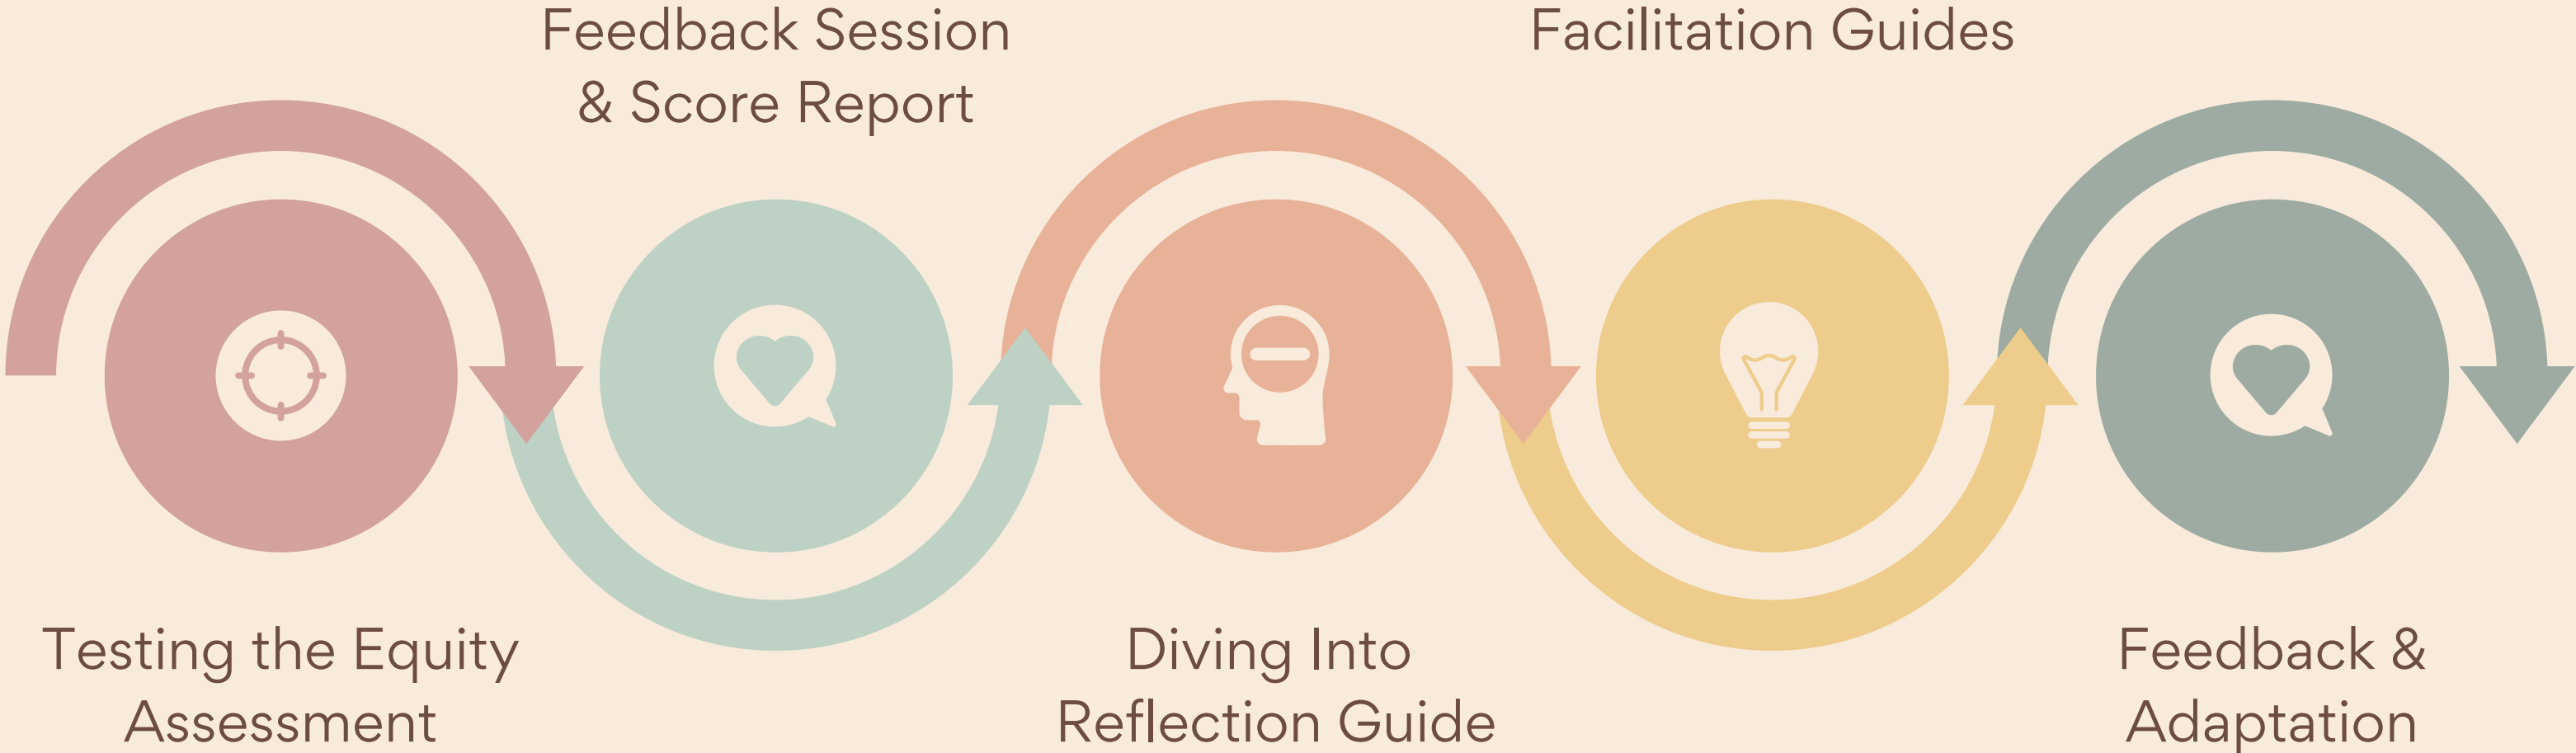 Testing the Equity
Assessment
Feedback Session
& Score Report
Diving Into
Reflection Guide
Facilitation Guides
Feedback &
Adaptation